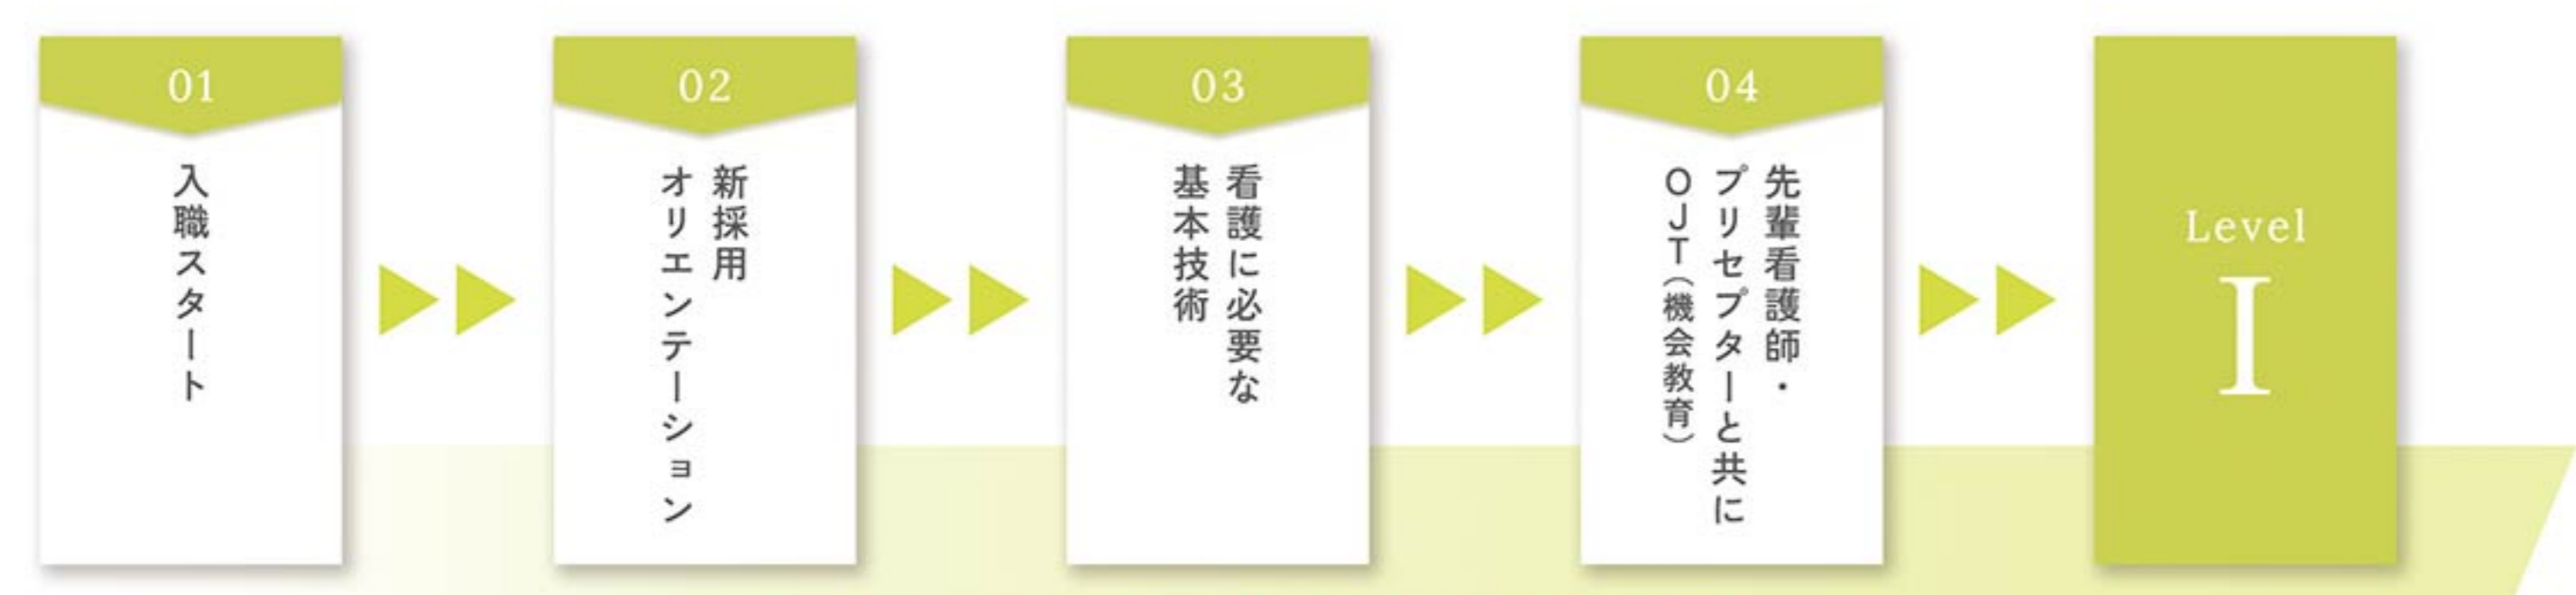 01
入職スタート
02
新採用
オリエンテーション
03
看護に必要な
基本技術
04
先輩看護師・
プリセプターと共に
OJT（機会教育）
Level
I